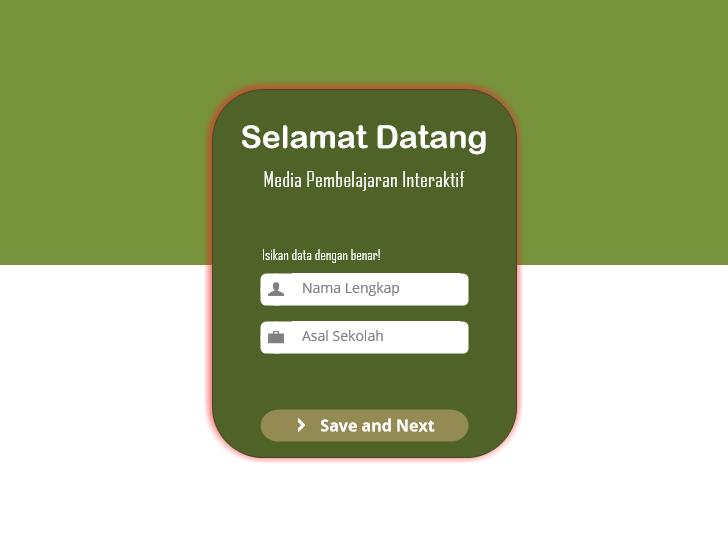 Selamat Datang
Media Pembelajaran Interaktif
Isikan data dengan benar!
Nama Lengkap
Asal Sekolah
Save and Next